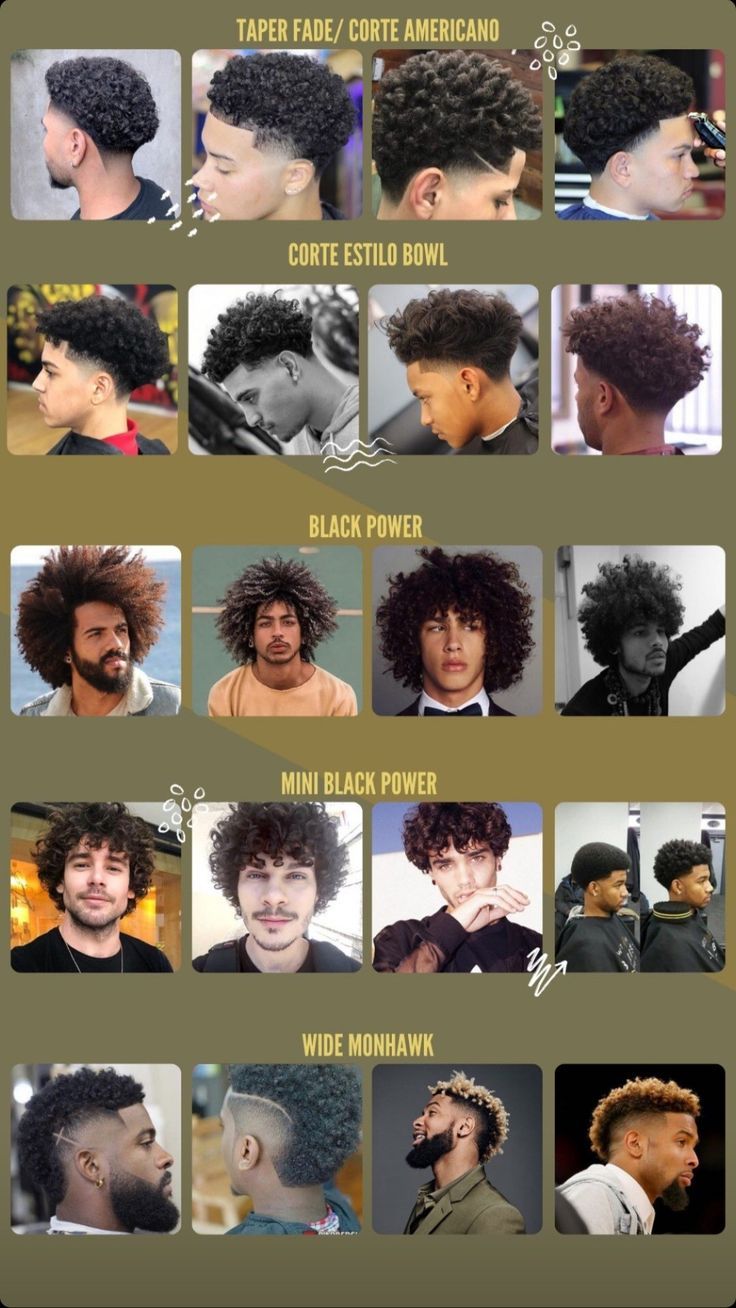 TAPER FADE/ CORTE AMERICANO
CORTE ESTILO BOWL
BLACK POWER
MINI BLACK POWER
WIDE MONHAWK